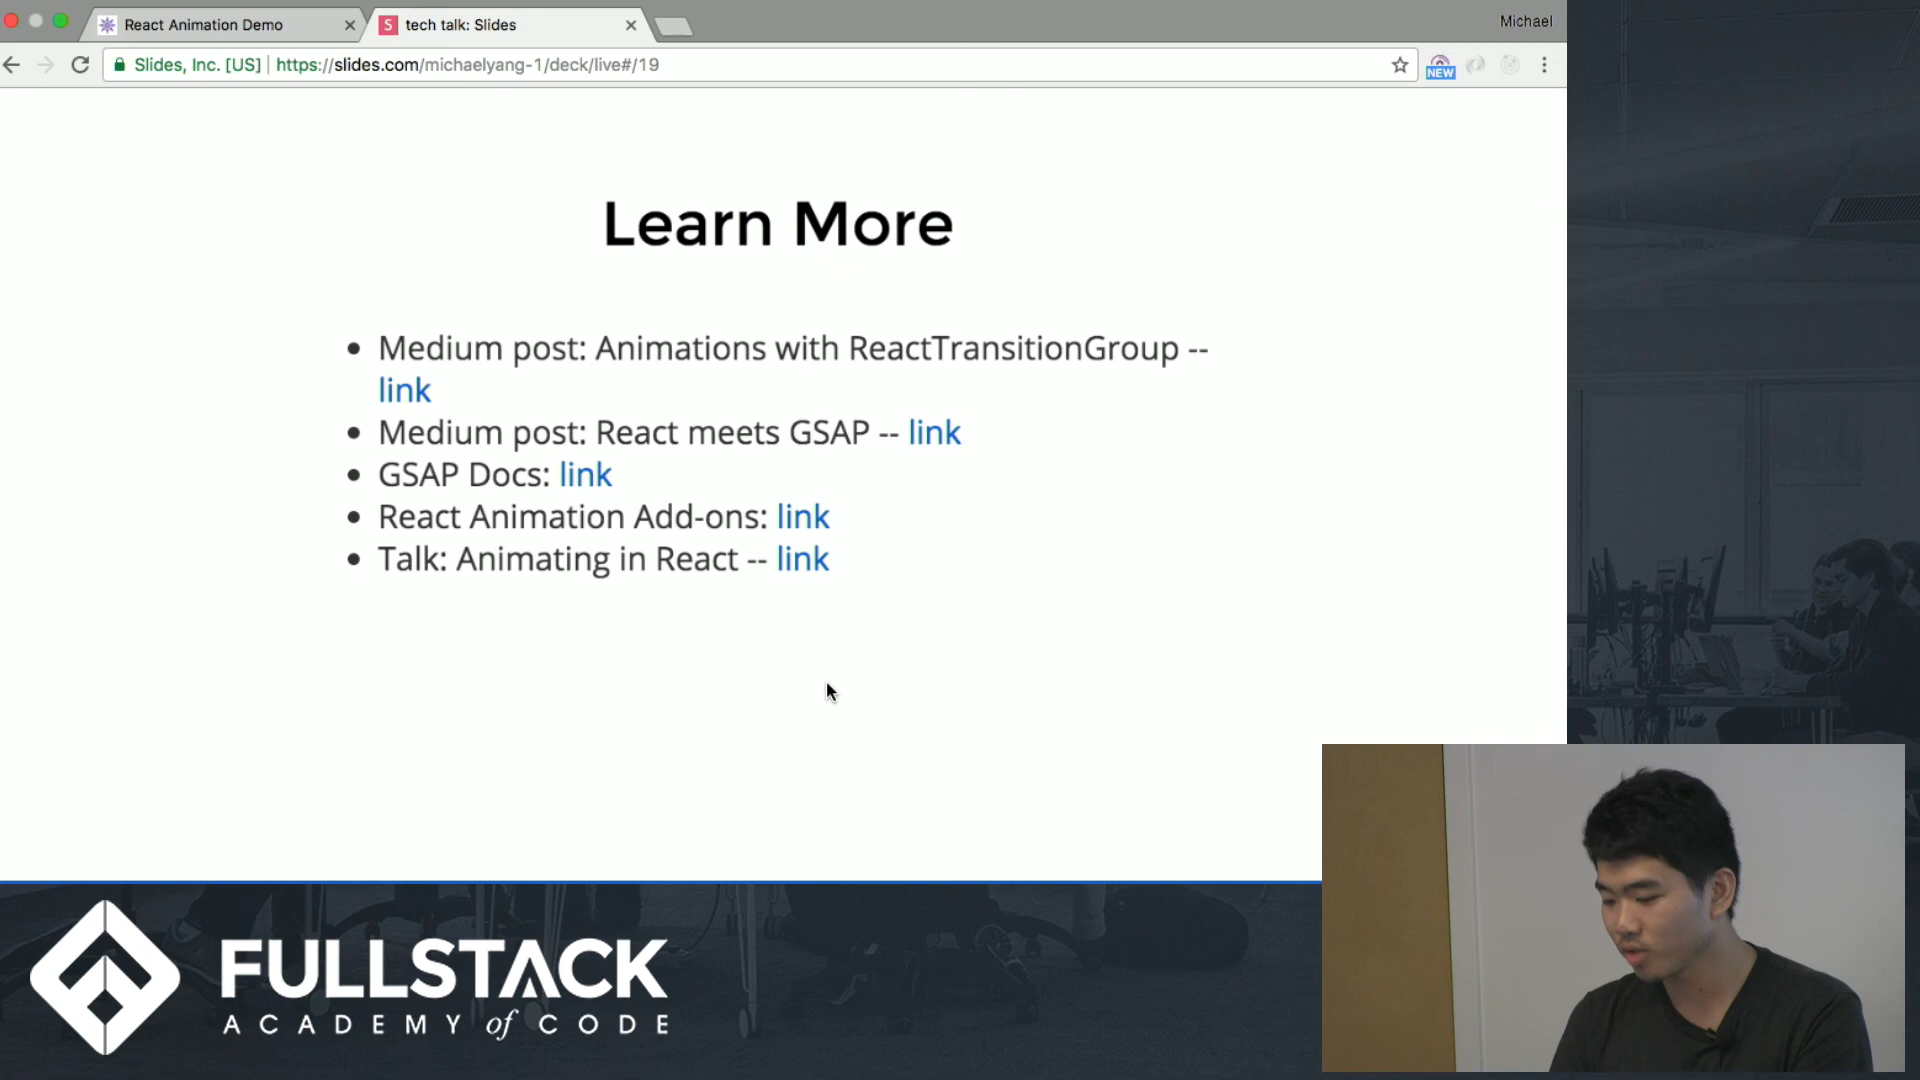 React Animation Demo
S tech talk: Slides
Michael
Slides, Inc. [US] | https://slides.com/michaelyang-1/deck/live#/19
NEW
Learn More
• Medium post: Animations with ReactTransitionGroup --
link
• Medium post: React meets GSAP -- link
• GSAP Docs: link
• React Animation Add-ons: link
• Talk: Animating in React -- link
FULLSTACK
ACADEMY of CODE